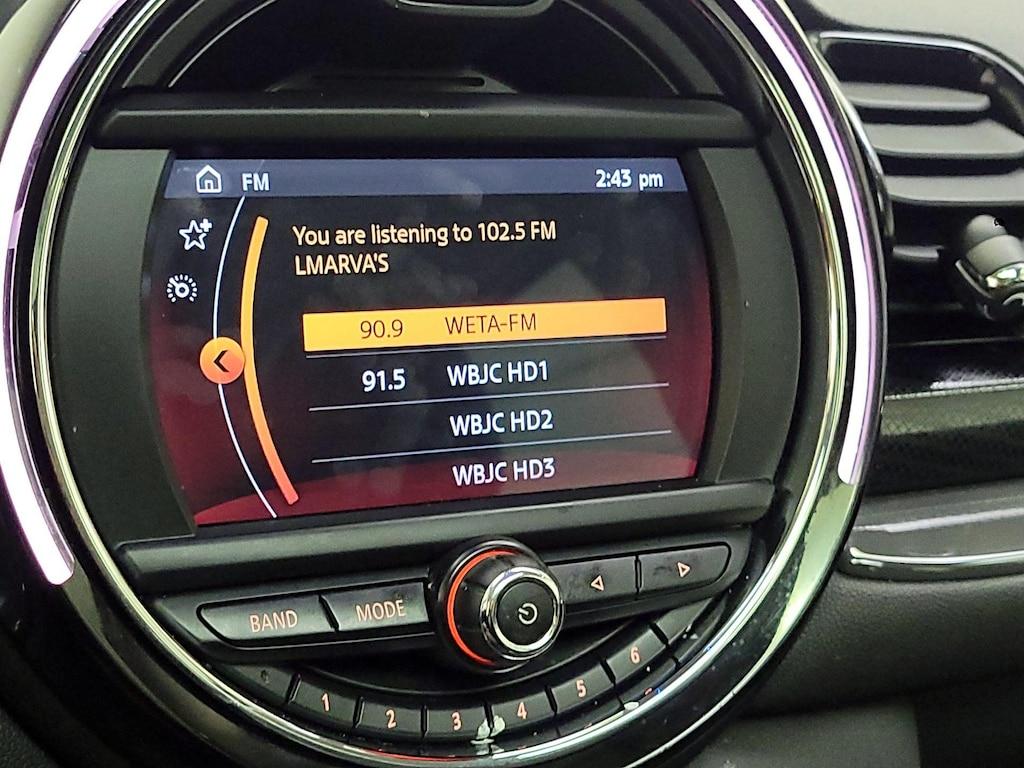 FM 2:43 pm
You are listening to 102.5 FM
LMARVA'S
90.9 WETA-FM
91.5 WBJC HD1
WBJC HD2
WBJC HD3
BAND MODE
1 2 3 4 5 6